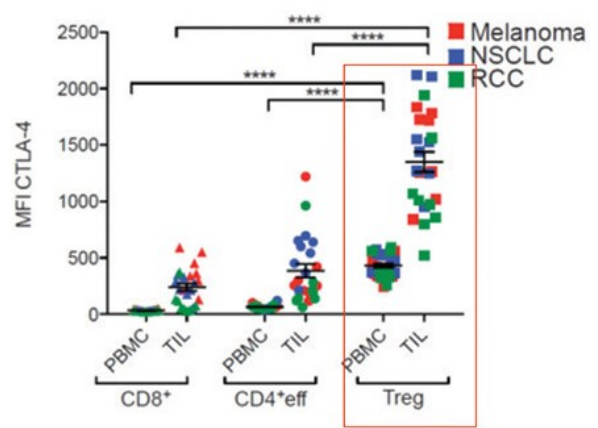 2500
2000
1500
1000
500
0
MFI CTLA-4
****
****
****
****
Melanoma
NSCLC
RCC
PBMC
TIL
PBMC
TIL
PBMC
TIL
CD8⁺
CD4⁺eff
Treg